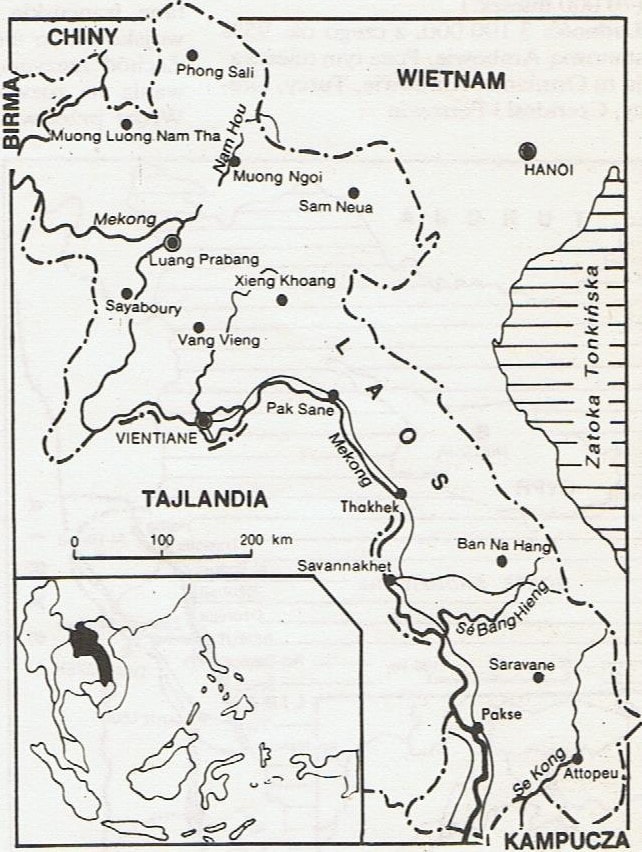 CHINY
Phong Sali
WIETNAM
BIRMA
Muong Luong Nam Tha
Nam Hou
Muong Ngoi
HANOI
Sam Neua
Mekong
Luang Prabang
Xieng Khoang
Sayaboury
Vang Vieng
Zatoka Tonkińska
LAOS
Pak Sane
VIENTIANE
Mekong
TAJLANDIA
Thakhek
0 100 200 km
Ban Na Hang
Savannakhet
Sé Bang Hieng
Saravane
Pakse
Se Kong
Attopeu
KAMPUCZA